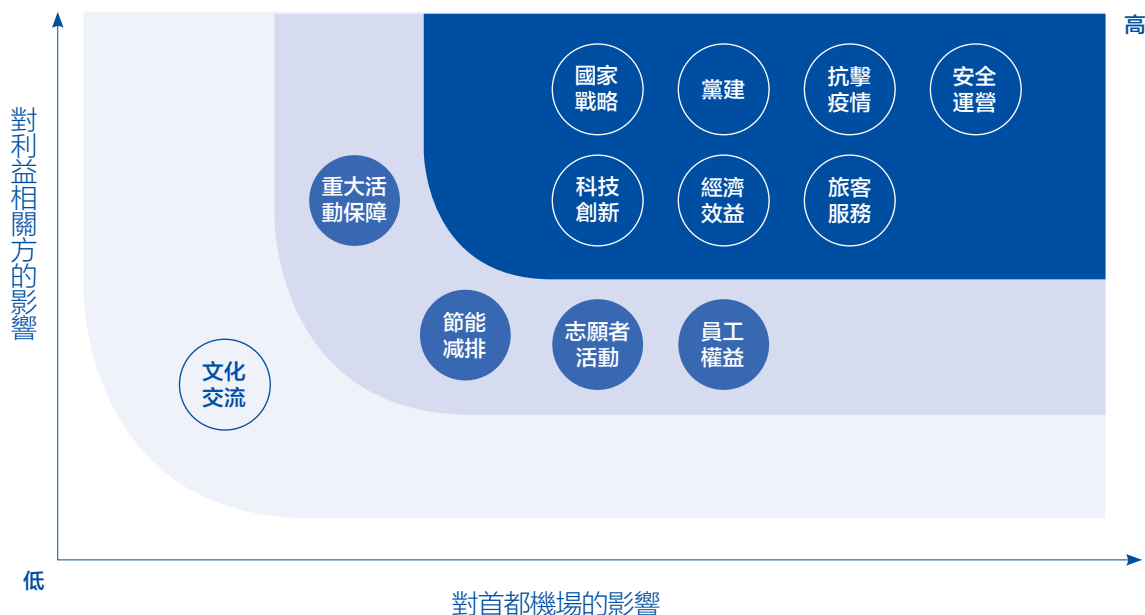 高
國家
戰略
黨建
抗擊
疫情
安全
運營
對利益相關方的影響
重大活
動保障
科技
創新
經濟
效益
旅客
服務
節能
減排
志願者
活動
員工
權益
文化
交流
低
對首都機場的影響